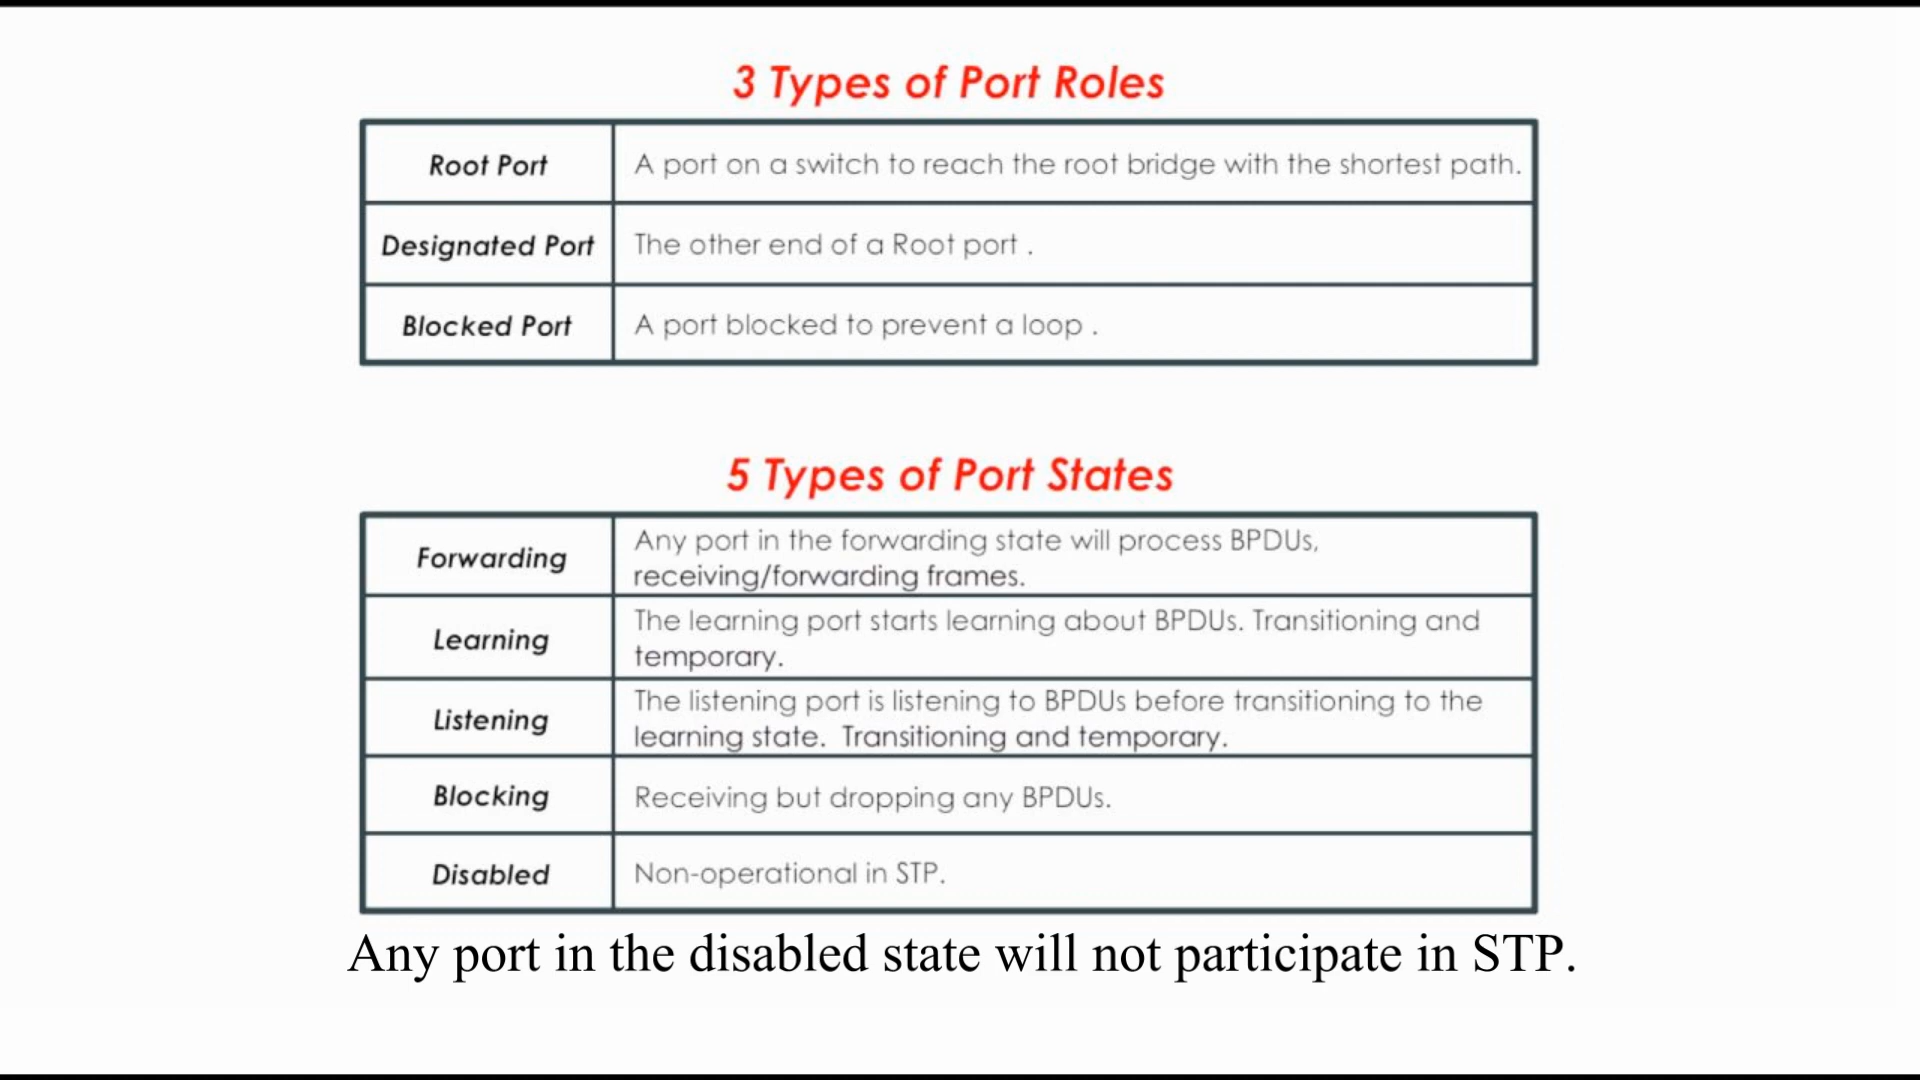 3 Types of Port Roles
Root Port
A port on a switch to reach the root bridge with the shortest path.
Designated Port
The other end of a Root port .
Blocked Port
A port blocked to prevent a loop .
5 Types of Port States
Forwarding
Any port in the forwarding state will process BPDUs,
receiving/forwarding frames.
Learning
The learning port starts learning about BPDUs. Transitioning and
temporary.
Listening
The listening port is listening to BPDUs before transitioning to the
learning state.  Transitioning and temporary.
Blocking
Receiving but dropping any BPDUs.
Disabled
Non-operational in STP.
Any port in the disabled state will not participate in STP.